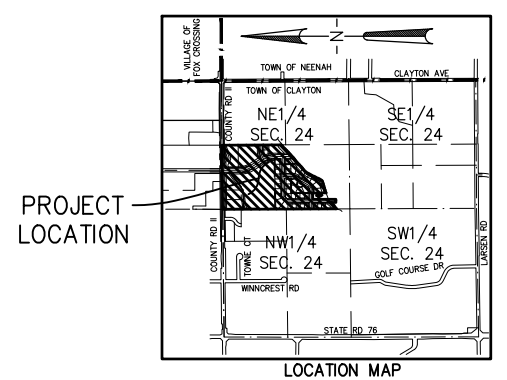 VILLAGE OF
FOX CROSSING
N
TOWN OF NEENAH
CLAYTON AVE
TOWN OF CLAYTON
COUNTY RD II
NE1/4
SEC. 24
SE1/4
SEC. 24
PROJECT
LOCATION
COUNTY RD II
TOWNE CT
NW1/4
SEC. 24
SW1/4
SEC. 24
LARSEN RD
GOLF COURSE DR
WINNCREST RD
STATE RD 76
LOCATION MAP